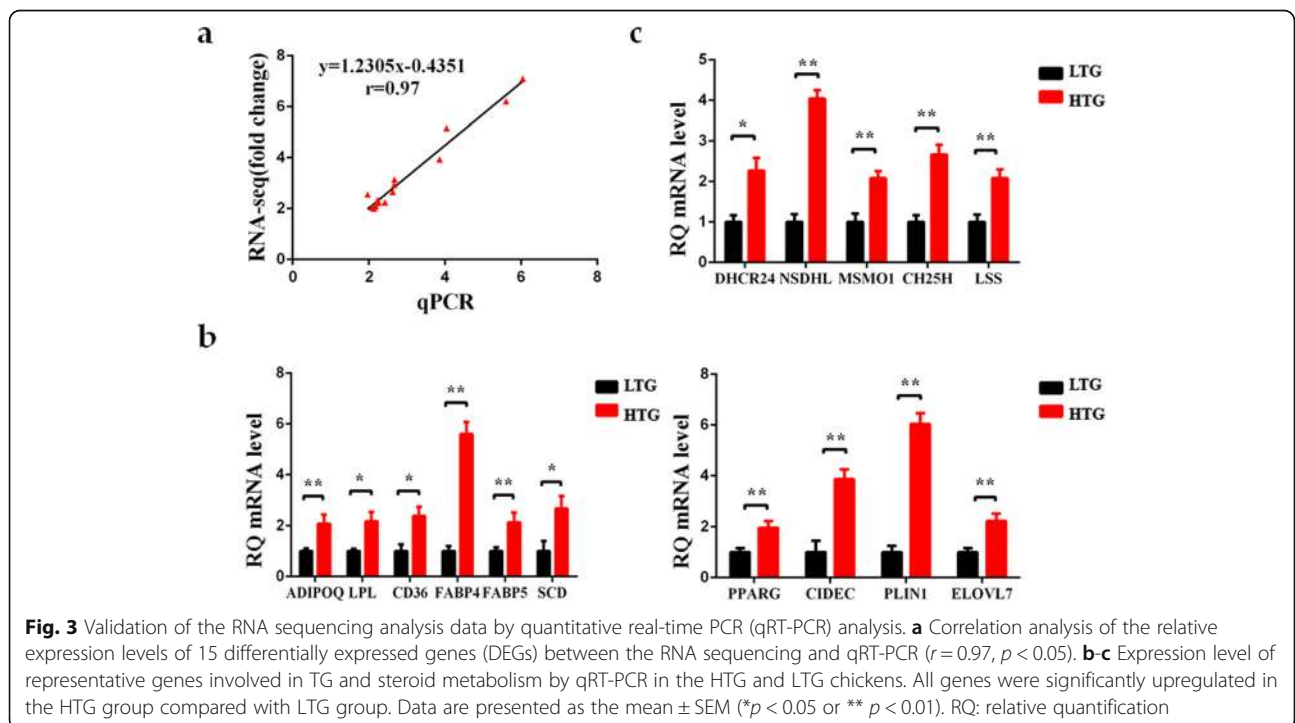 a
y=1.2305x-0.4351
r=0.97
RNA-seq(fold change)
8
6
4
2
0
0 2 4 6 8
qPCR
c
RQ mRNA level
5
4
3
2
1
0
* ** ** ** **
DHCR24 NSDHL MSMO1 CH25H LSS
LTG
HTG
b
RQ mRNA level
8
6
4
2
0
** * * ** ** *
ADIPOQ LPL CD36 FABP4 FABP5 SCD
LTG
HTG
RQ mRNA level
8
6
4
2
0
** ** ** **
PPARG CIDEC PLIN1 ELOVL7
LTG
HTG
Fig. 3 Validation of the RNA sequencing analysis data by quantitative real-time PCR (qRT-PCR) analysis. a Correlation analysis of the relative
expression levels of 15 differentially expressed genes (DEGs) between the RNA sequencing and qRT-PCR (r = 0.97, p < 0.05). b-c Expression level of
representative genes involved in TG and steroid metabolism by qRT-PCR in the HTG and LTG chickens. All genes were significantly upregulated in
the HTG group compared with LTG group. Data are presented as the mean ± SEM (*p < 0.05 or ** p < 0.01). RQ: relative quantification